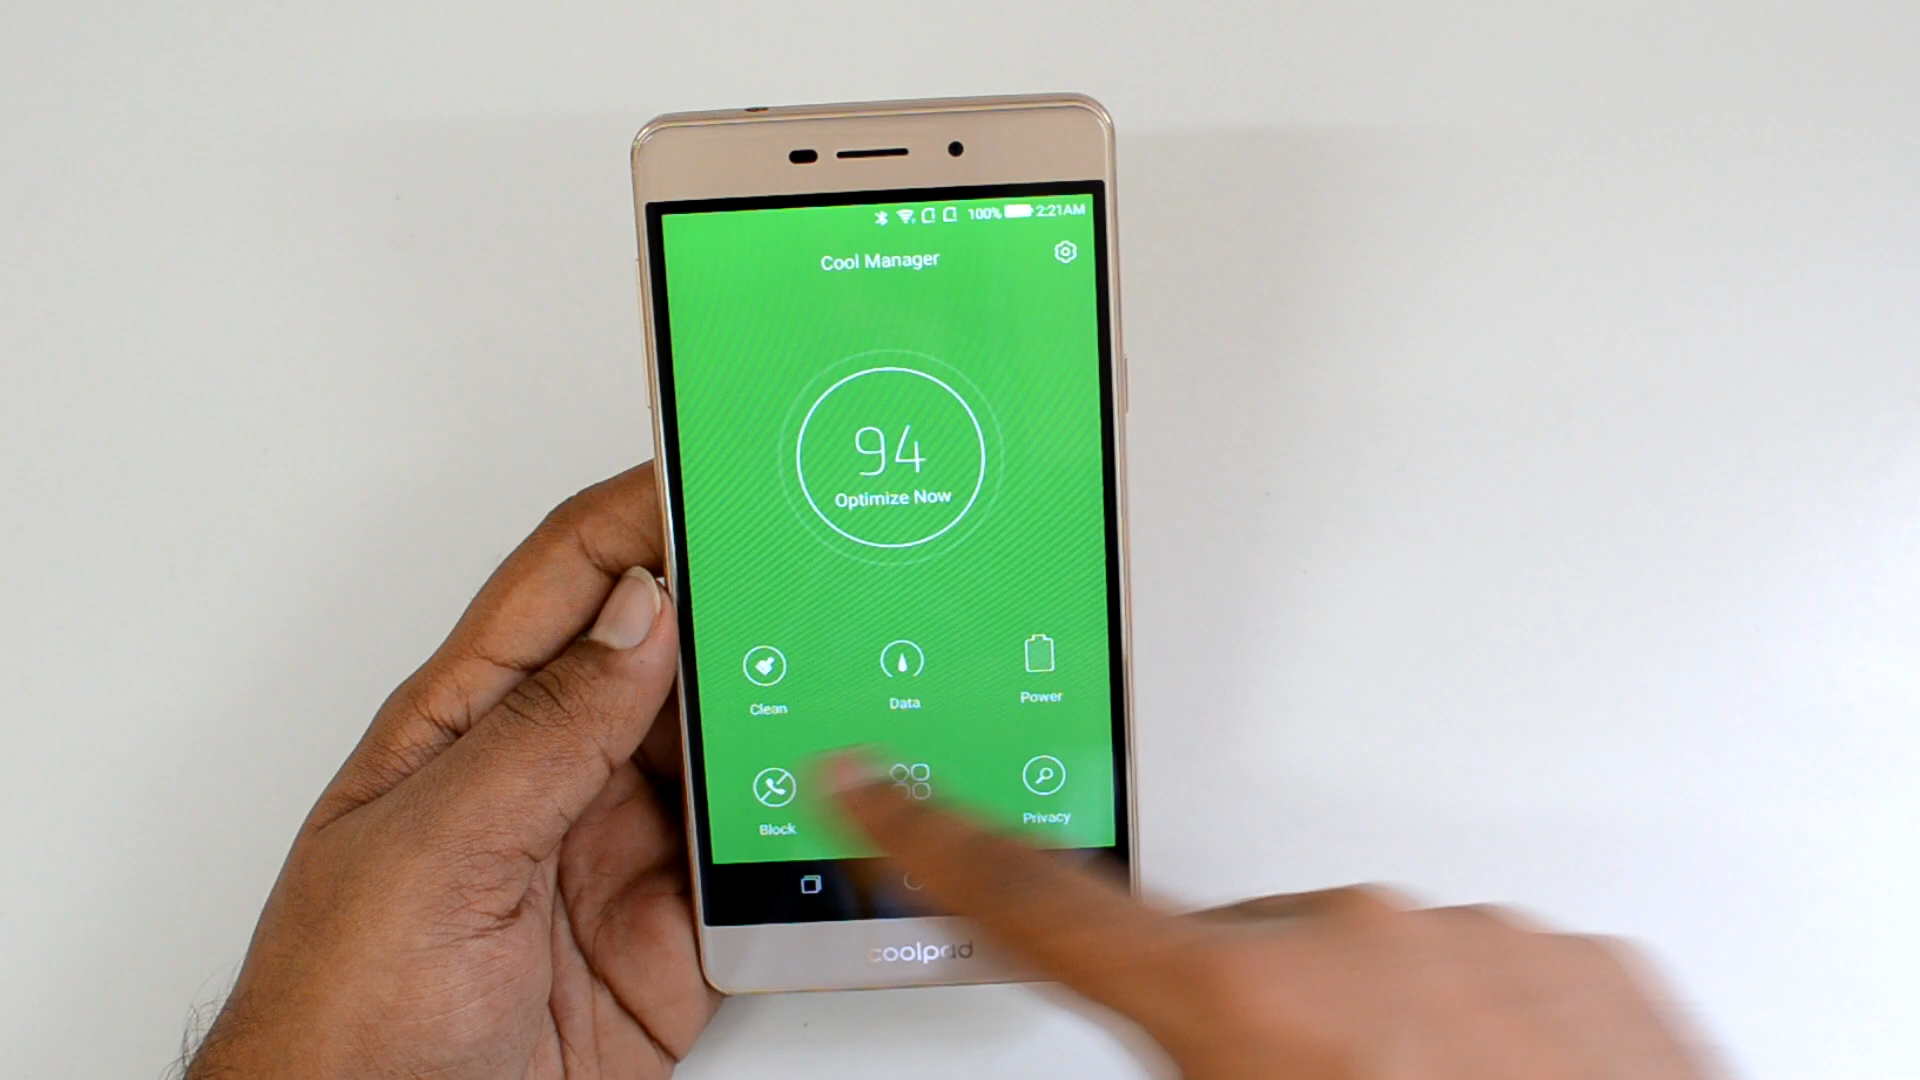 100% 2:21AM
Cool Manager
94
Optimize Now
Clean
Data
Power
Block
Privacy
coolpad